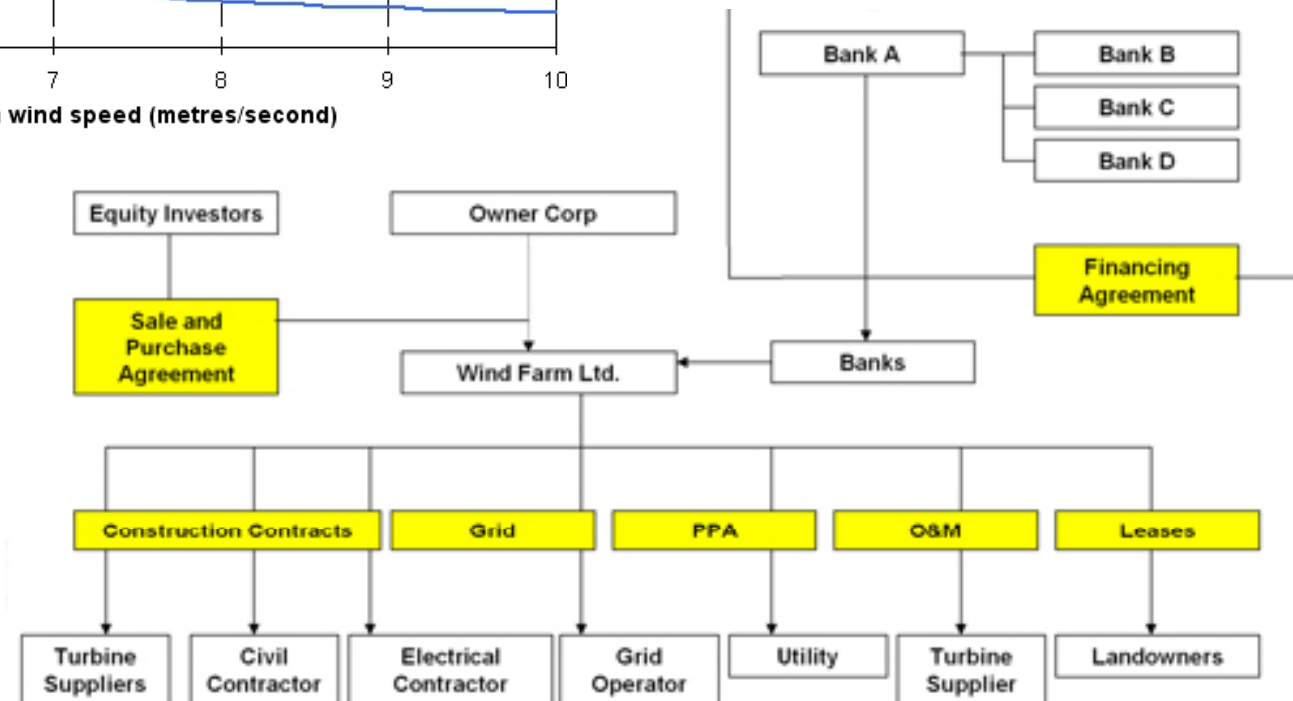 7 8 9 10
wind speed (metres/second)
Bank A
Bank B
Bank C
Bank D
Equity Investors
Owner Corp
Financing
Agreement
Sale and
Purchase
Agreement
Wind Farm Ltd.
Banks
Construction Contracts
Grid
PPA
O&M
Leases
Turbine
Suppliers
Civil
Contractor
Electrical
Contractor
Grid
Operator
Utility
Turbine
Supplier
Landowners